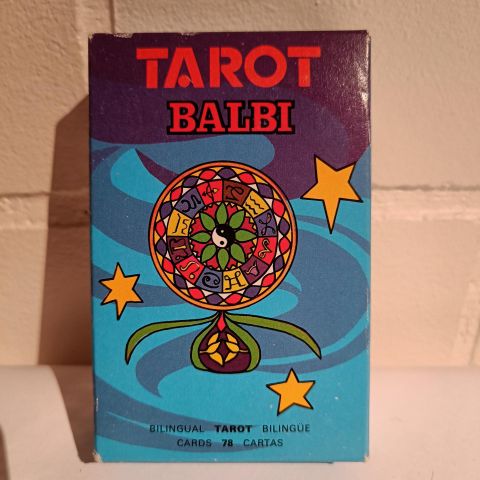 TAROT
BALBI
BILINGUAL TAROT BILINGÜE
CARDS 78 CARTAS